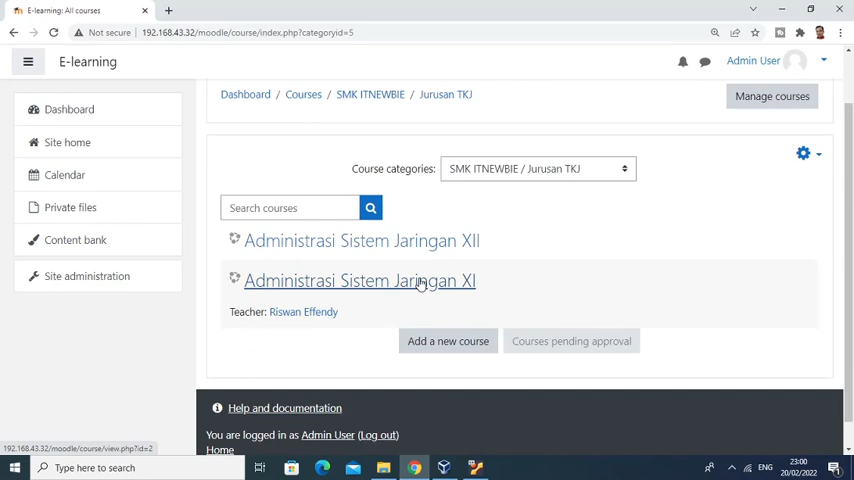 E-learning: All courses
Not secure
192.168.43.32/moodle/course/index.php?categoryid=5
E-learning
Admin User
Dashboard
Site home
Calendar
Private files
Content bank
Site administration
Dashboard / Courses / SMK ITNEWBIE / Jurusan TKJ
Manage courses
Course categories:
SMK ITNEWBIE / Jurusan TKJ
Search courses
Administrasi Sistem Jaringan XII
Administrasi Sistem Jaringan XI
Teacher: Riswan Effendy
Add a new course
Courses pending approval
Help and documentation
You are logged in as Admin User (Log out)
Home
192.168.43.32/moodle/course/view.php?id=2
Type here to search
ENG
23:00
20/02/2022
1